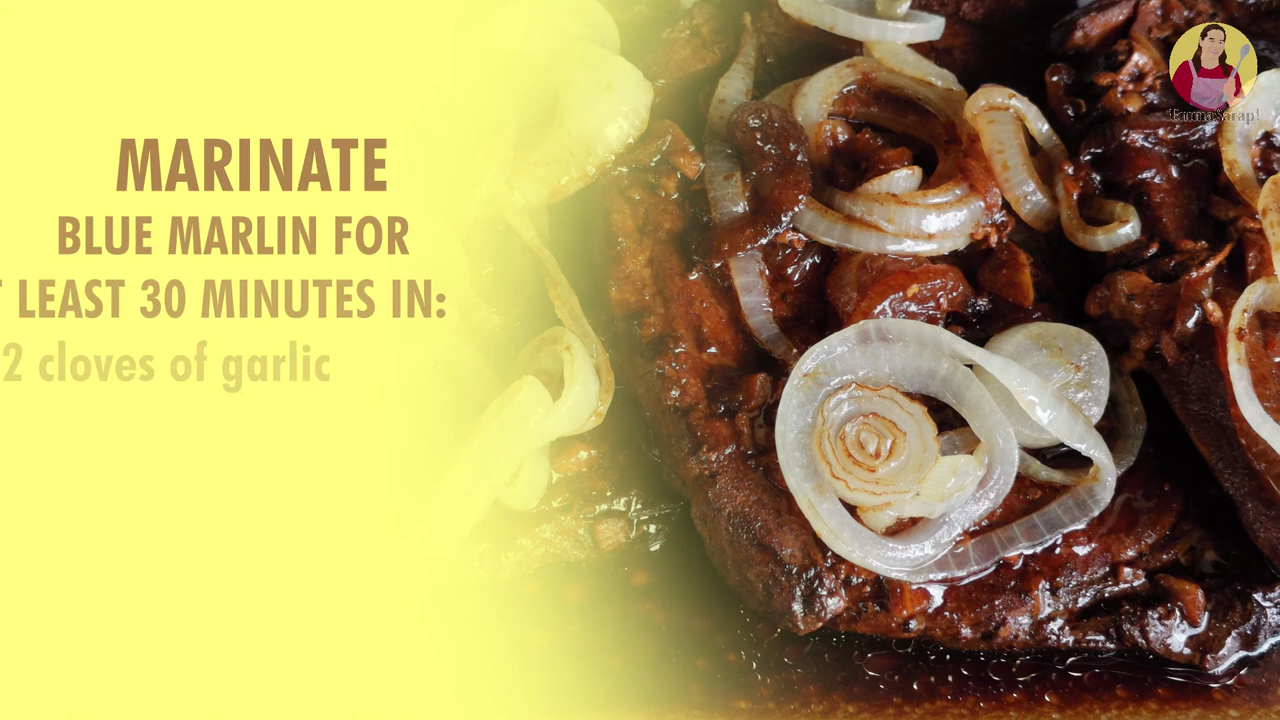 MARINATE
BLUE MARLIN FOR
T LEAST 30 MINUTES IN:
2 cloves of garlic